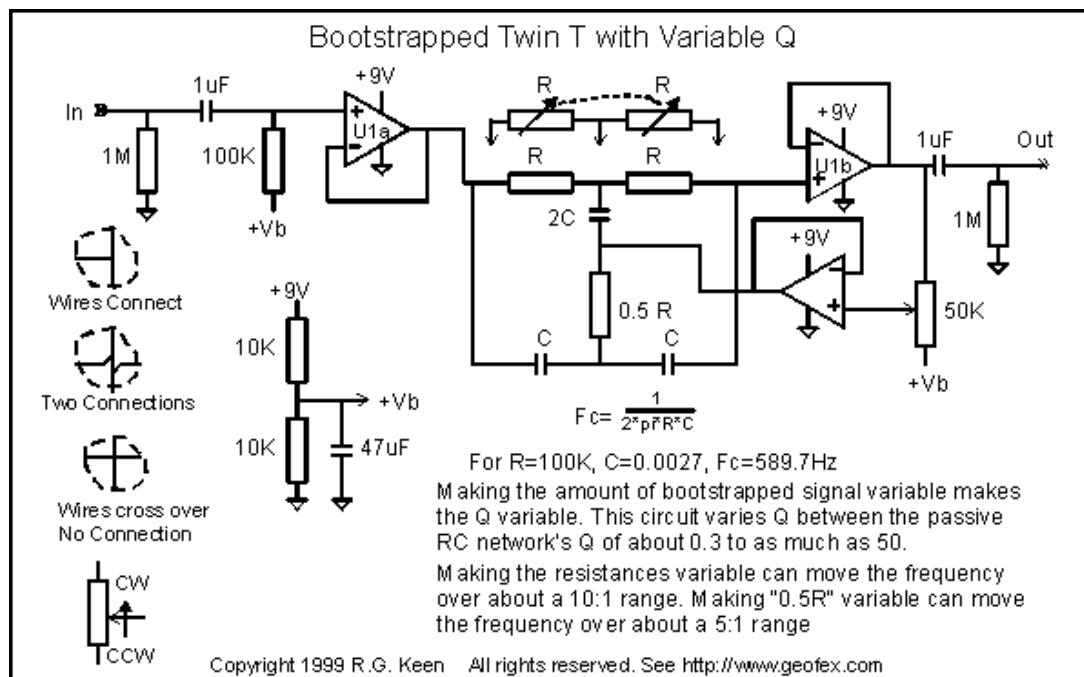 Bootstrapped Twin T with Variable Q
In
1uF
1M
100K
+Vb
+9V
+
-
U1a
R
R
R
R
2C
0.5 R
C
C
+9V
-
+
U1b
1uF
Out
1M
+9V
-
+
50K
+Vb
Wires Connect
Two Connections
Wires cross over
No Connection
CW
CCW
+9V
10K
10K
+Vb
47uF
Fc= 1
2*pi*R*C
For R=100K, C=0.0027, Fc=589.7Hz
Making the amount of bootstrapped signal variable makes
the Q variable. This circuit varies Q between the passive
RC network's Q of about 0.3 to as much as 50.
Making the resistances variable can move the frequency
over about a 10:1 range. Making "0.5R" variable can move
the frequency over about a 5:1 range
Copyright 1999 R.G. Keen All rights reserved. See http://www.geofex.com